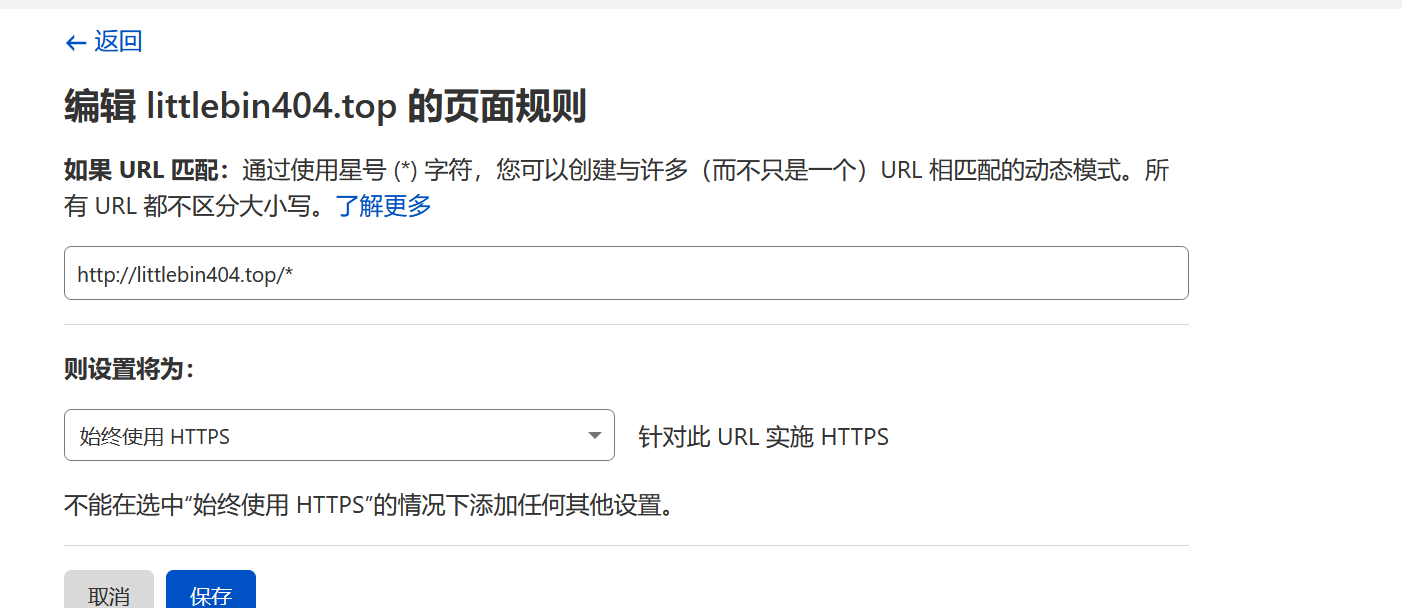 ← 返回
编辑 littlebin404.top 的页面规则
如果 URL 匹配：通过使用星号 (*) 字符，您可以创建与许多（而不只是一个）URL 相匹配的动态模式。所
有 URL 都不区分大小写。了解更多
http://littlebin404.top/*
则设置将为：
始终使用 HTTPS 针对此 URL 实施 HTTPS
不能在选中“始终使用 HTTPS”的情况下添加任何其他设置。
取消 保存